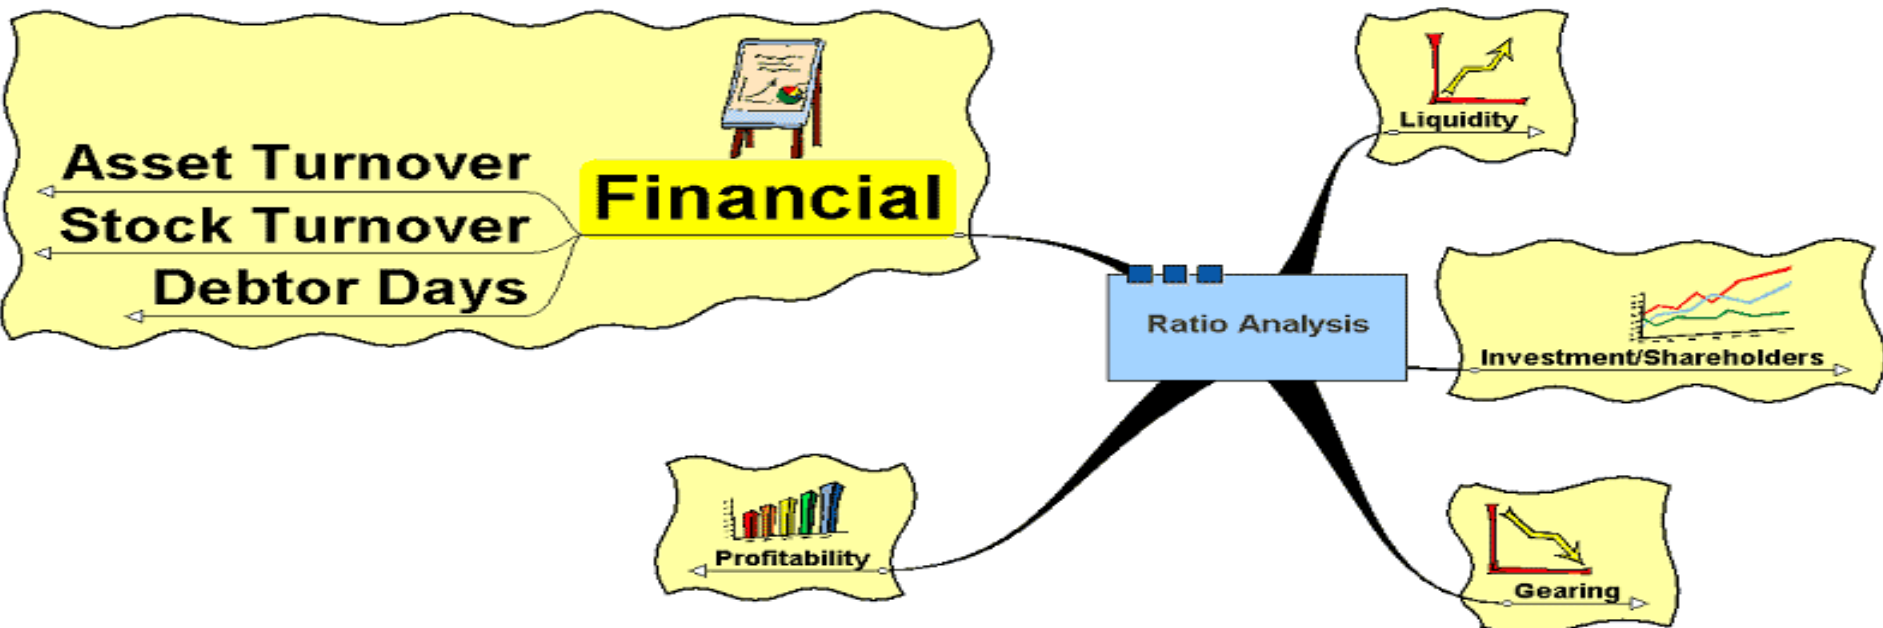 Financial
Asset Turnover
Stock Turnover
Debtor Days
Liquidity
Ratio Analysis
Investment/Shareholders
Profitability
Gearing